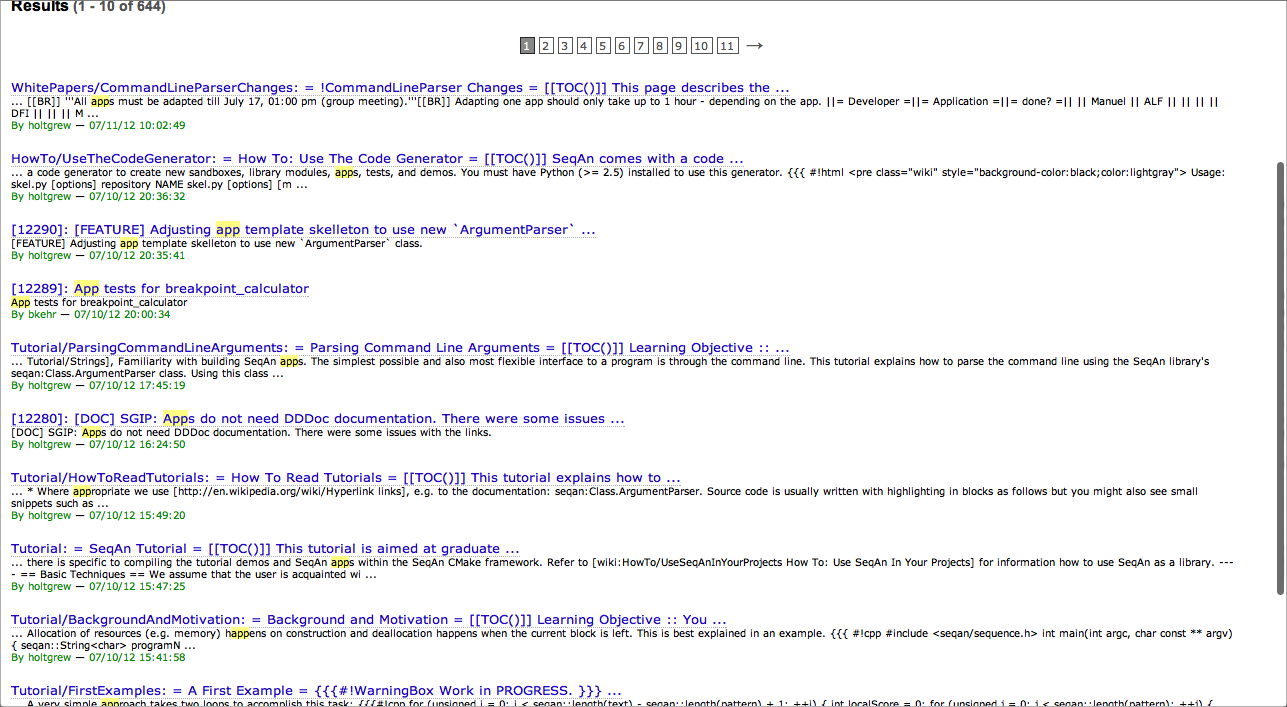 Results (1 - 10 of 644)
1 2 3 4 5 6 7 8 9 10 11 →
WhitePapers/CommandLineParserChanges: = !CommandLineParser Changes = [[TOC()]] This page describes the ...
... [[BR]] '''All apps must be adapted till July 17, 01:00 pm (group meeting).'''[[BR]] Adapting one app should only take up to 1 hour - depending on the app. ||= Developer =||= Application =||= done? =|| || Manuel || ALF || || || || ||
DFI || || || || M ...
By holtgrew — 07/11/12 10:02:49
HowTo/UseTheCodeGenerator: = How To: Use The Code Generator = [[TOC()]] SeqAn comes with a code ...
... a code generator to create new sandboxes, library modules, apps, tests, and demos. You must have Python (>= 2.5) installed to use this generator. {{{ #!html <pre class="wiki" style="background-color:black;color:lightgray"> Usage:
skel.py [options] repository NAME skel.py [options] [m ...
By holtgrew — 07/10/12 20:36:32
[12290]: [FEATURE] Adjusting app template skelleton to use new `ArgumentParser` ...
[FEATURE] Adjusting app template skelleton to use new `ArgumentParser` class.
By holtgrew — 07/10/12 20:35:41
[12289]: App tests for breakpoint_calculator
App tests for breakpoint_calculator
By bkehr — 07/10/12 20:00:34
Tutorial/ParsingCommandLineArguments: = Parsing Command Line Arguments = [[TOC()]] Learning Objective :: ...
... Tutorial/Strings], Familiarity with building SeqAn apps. The simplest possible and also most flexible interface to a program is through the command line. This tutorial explains how to parse the command line using the SeqAn library's
seqan:Class.ArgumentParser class. Using this class ...
By holtgrew — 07/10/12 17:45:19
[12280]: [DOC] SGIP: Apps do not need DDDoc documentation. There were some issues ...
[DOC] SGIP: Apps do not need DDDoc documentation. There were some issues with the links.
By holtgrew — 07/10/12 16:24:50
Tutorial/HowToReadTutorials: = How To Read Tutorials = [[TOC()]] This tutorial explains how to ...
... * Where appropriate we use [http://en.wikipedia.org/wiki/Hyperlink links], e.g. to the documentation: seqan:Class.ArgumentParser. Source code is usually written with highlighting in blocks as follows but you might also see small
snippets such as ...
By holtgrew — 07/10/12 15:49:20
Tutorial: = SeqAn Tutorial = [[TOC()]] This tutorial is aimed at graduate ...
... there is specific to compiling the tutorial demos and SeqAn apps within the SeqAn CMake framework. Refer to [wiki:HowTo/UseSeqAnInYourProjects How To: Use SeqAn In Your Projects] for information how to use SeqAn as a library. ---
- == Basic Techniques == We assume that the user is acquainted wi ...
By holtgrew — 07/10/12 15:47:25
Tutorial/BackgroundAndMotivation: = Background and Motivation = [[TOC()]] Learning Objective :: You ...
... Allocation of resources (e.g. memory) happens on construction and deallocation happens when the current block is left. This is best explained in an example. {{{ #!cpp #include <seqan/sequence.h> int main(int argc, char const ** argv)
{ seqan::String<char> programN ...
By holtgrew — 07/10/12 15:41:58
Tutorial/FirstExamples: = A First Example = {{{#!WarningBox Work in PROGRESS. }}} ...
... A very simple approach takes two loops to accomplish this task: {{{#!cpp for (unsigned i = 0; i < seqan::length(text) - seqan::length(pattern) + 1; ++i) { int localScore = 0; for (unsigned j = 0; j < seqan::length(pattern); ++j) {